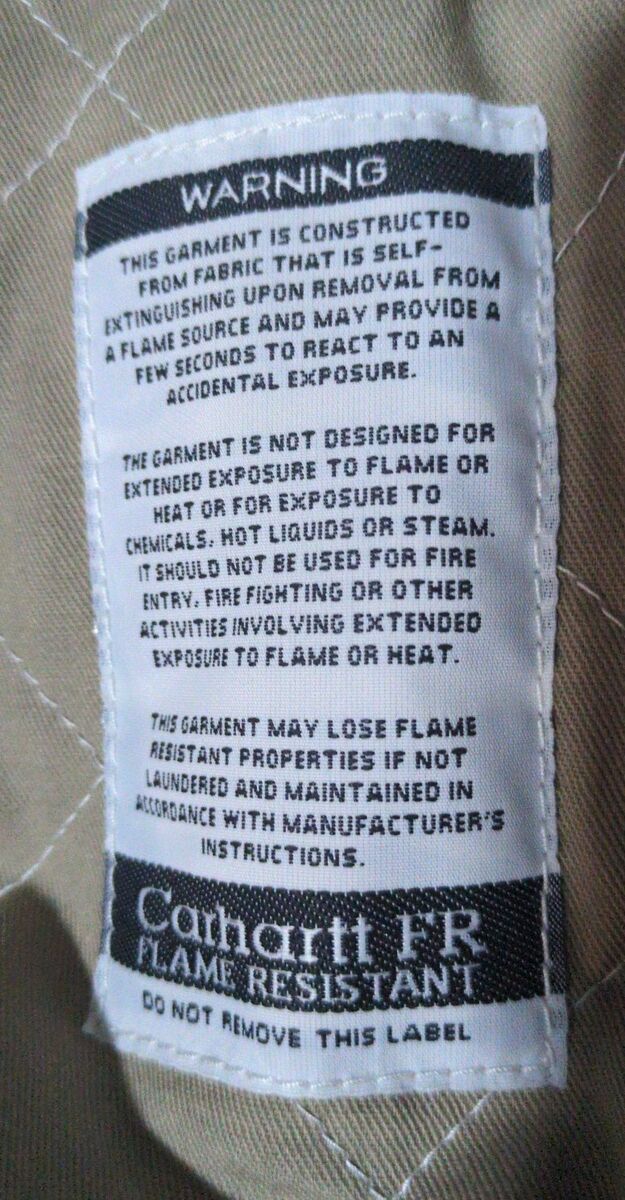 WARNING
THIS GARMENT IS CONSTRUCTED
FROM FABRIC THAT IS SELF-
EXTINGUISHING UPON REMOVAL FROM
A FLAME SOURCE AND MAY PROVIDE A
FEW SECONDS TO REACT TO AN
ACCIDENTAL EXPOSURE.
THE GARMENT IS NOT DESIGNED FOR
EXTENDED EXPOSURE TO FLAME OR
HEAT OR FOR EXPOSURE TO
CHEMICALS, HOT LIQUIDS OR STEAM.
IT SHOULD NOT BE USED FOR FIRE
ENTRY, FIRE FIGHTING OR OTHER
ACTIVITIES INVOLVING EXTENDED
EXPOSURE TO FLAME OR HEAT.
THIS GARMENT MAY LOSE FLAME
RESISTANT PROPERTIES IF NOT
LAUNDERED AND MAINTAINED IN
ACCORDANCE WITH MANUFACTURER'S
INSTRUCTIONS.
Carhartt FR
FLAME RESISTANT
DO NOT REMOVE THIS LABEL